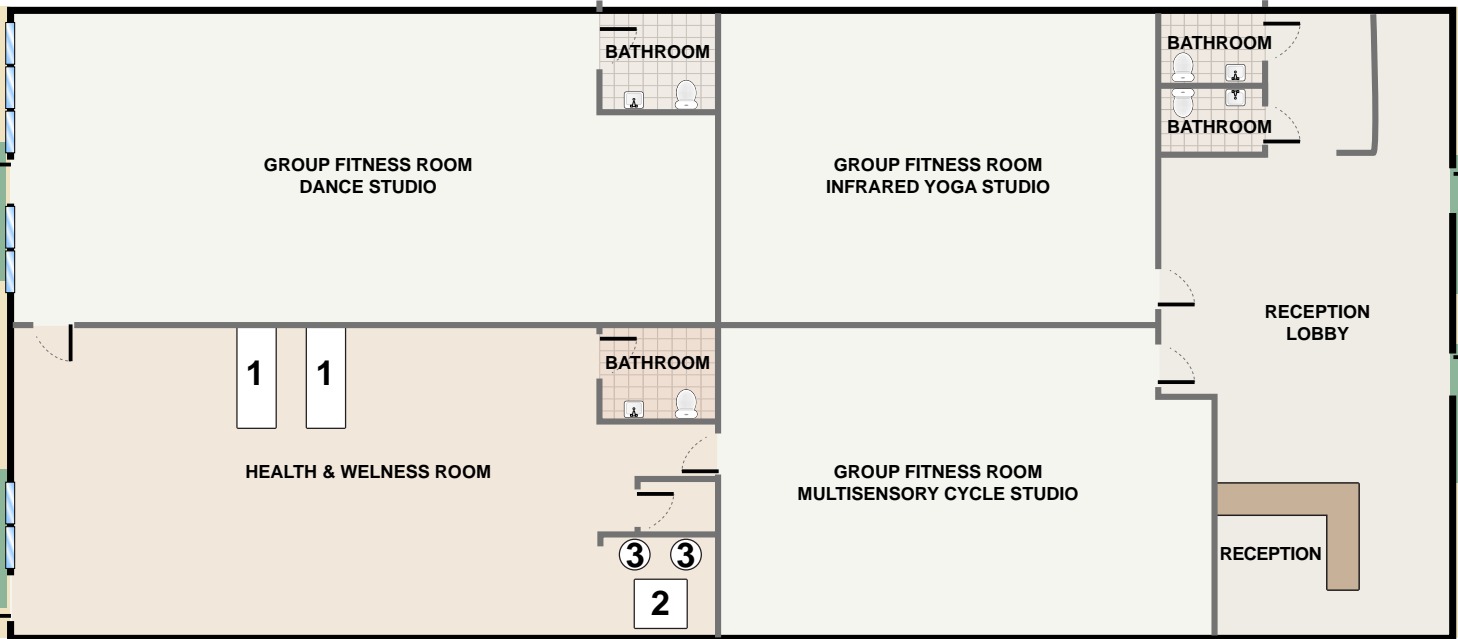 BATHROOM
BATHROOM
BATHROOM
GROUP FITNESS ROOM
DANCE STUDIO
GROUP FITNESS ROOM
INFRARED YOGA STUDIO
RECEPTION
LOBBY
1
1
BATHROOM
HEALTH & WELNESS ROOM
GROUP FITNESS ROOM
MULTISENSORY CYCLE STUDIO
3
3
2
RECEPTION